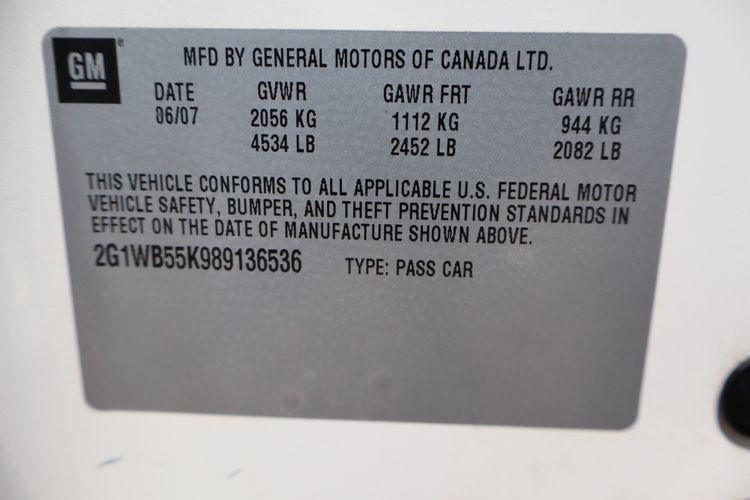 GM®
MFD BY GENERAL MOTORS OF CANADA LTD.
DATE GVWR GAWR FRT GAWR RR
06/07 2056 KG 1112 KG 944 KG
4534 LB 2452 LB 2082 LB
THIS VEHICLE CONFORMS TO ALL APPLICABLE U.S. FEDERAL MOTOR
VEHICLE SAFETY, BUMPER, AND THEFT PREVENTION STANDARDS IN
EFFECT ON THE DATE OF MANUFACTURE SHOWN ABOVE.
2G1WB55K989136536 TYPE: PASS CAR